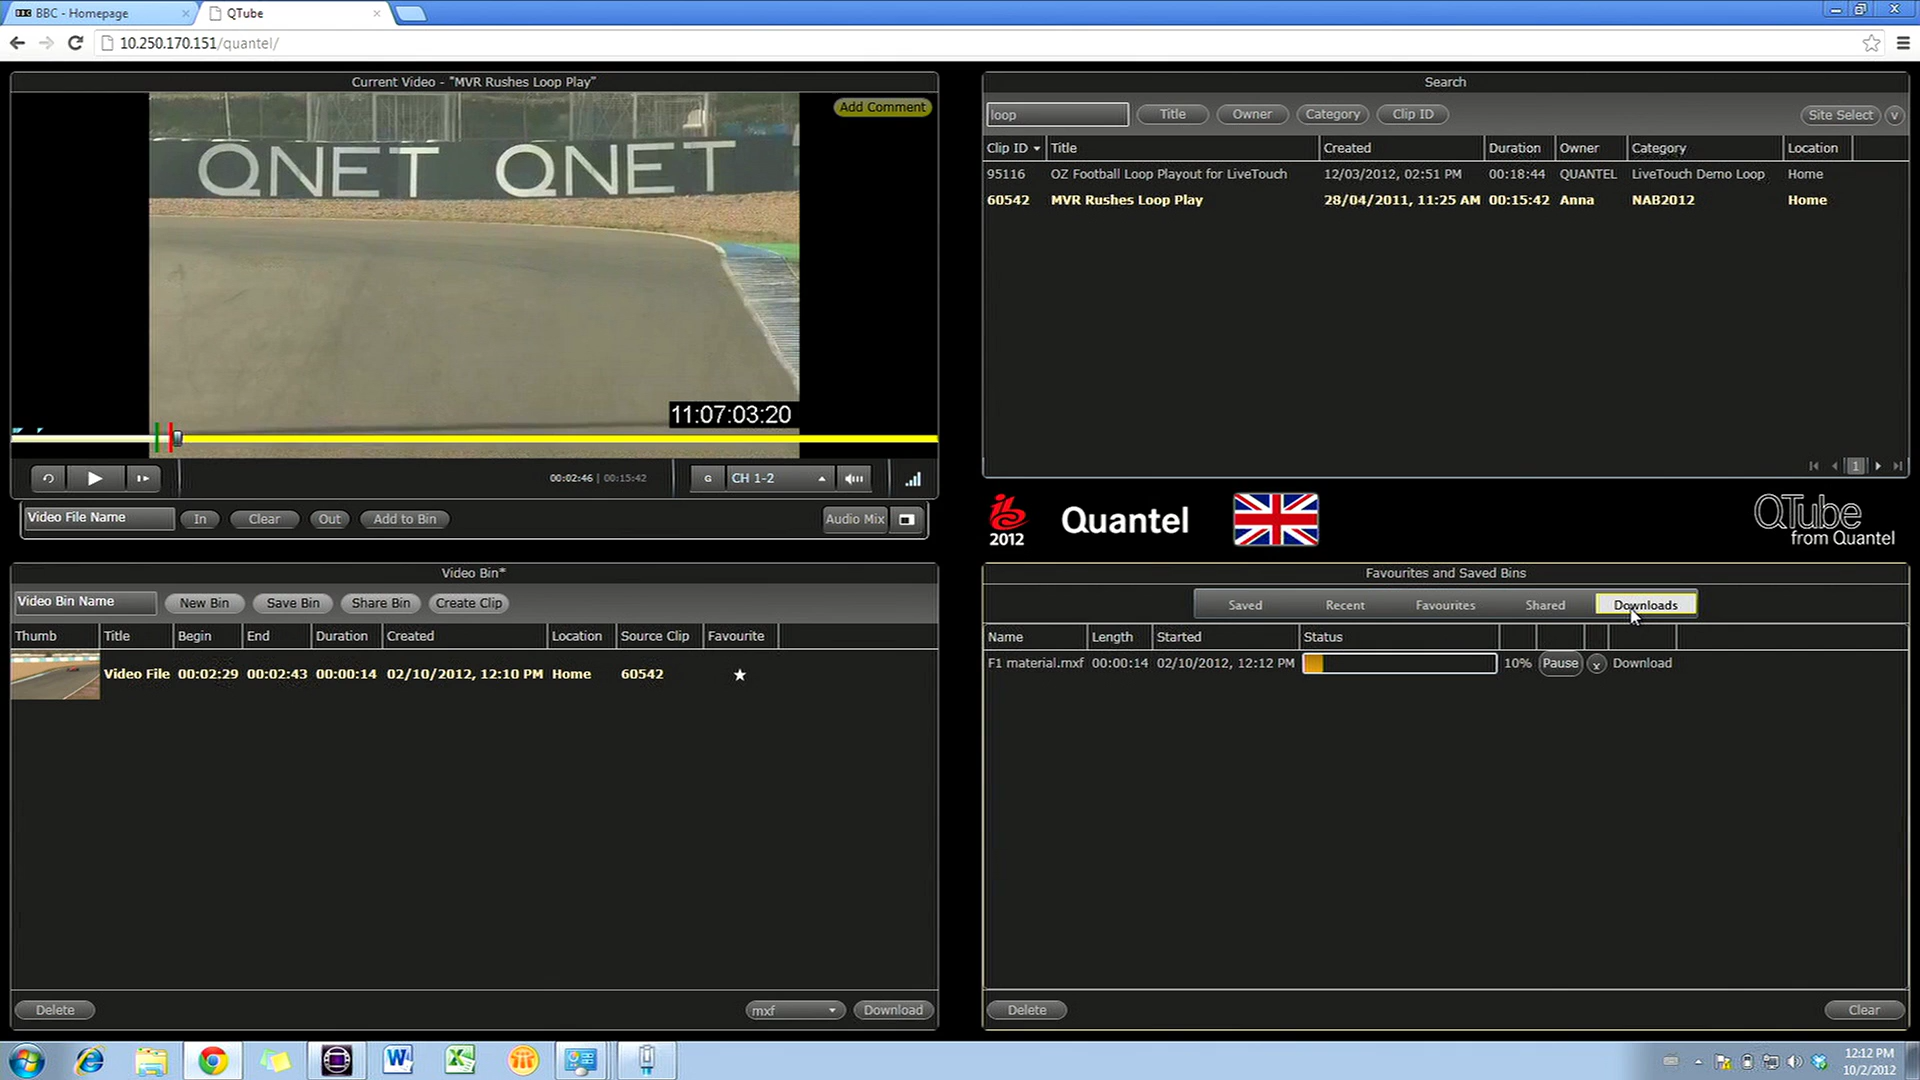 BBC BBC - Homepage
QTube
10.250.170.151/quantel/
Current Video - "MVR Rushes Loop Play"
Add Comment
QNET QNET
11:07:03:20
00:02:46 | 00:15:42
G
CH 1-2
Video File Name
In
Clear
Out
Add to Bin
Audio Mix
Search
loop
Title
Owner
Category
Clip ID
Site Select
v
Clip ID Title Created Duration Owner Category Location
95116 OZ Football Loop Playout for LiveTouch 12/03/2012, 02:51 PM 00:18:44 QUANTEL LiveTouch Demo Loop Home
60542 MVR Rushes Loop Play 28/04/2011, 11:25 AM 00:15:42 Anna NAB2012 Home
1
2012
Quantel
QTube
from Quantel
Video Bin*
Video Bin Name
New Bin
Save Bin
Share Bin
Create Clip
Thumb Title Begin End Duration Created Location Source Clip Favourite
Video File 00:02:29 00:02:43 00:00:14 02/10/2012, 12:10 PM Home 60542
Delete
mxf
Download
Favourites and Saved Bins
Saved
Recent
Favourites
Shared
Downloads
Name Length Started Status
F1 material.mxf 00:00:14 02/10/2012, 12:12 PM 10% Pause x Download
Delete
Clear
12:12 PM
10/2/2012